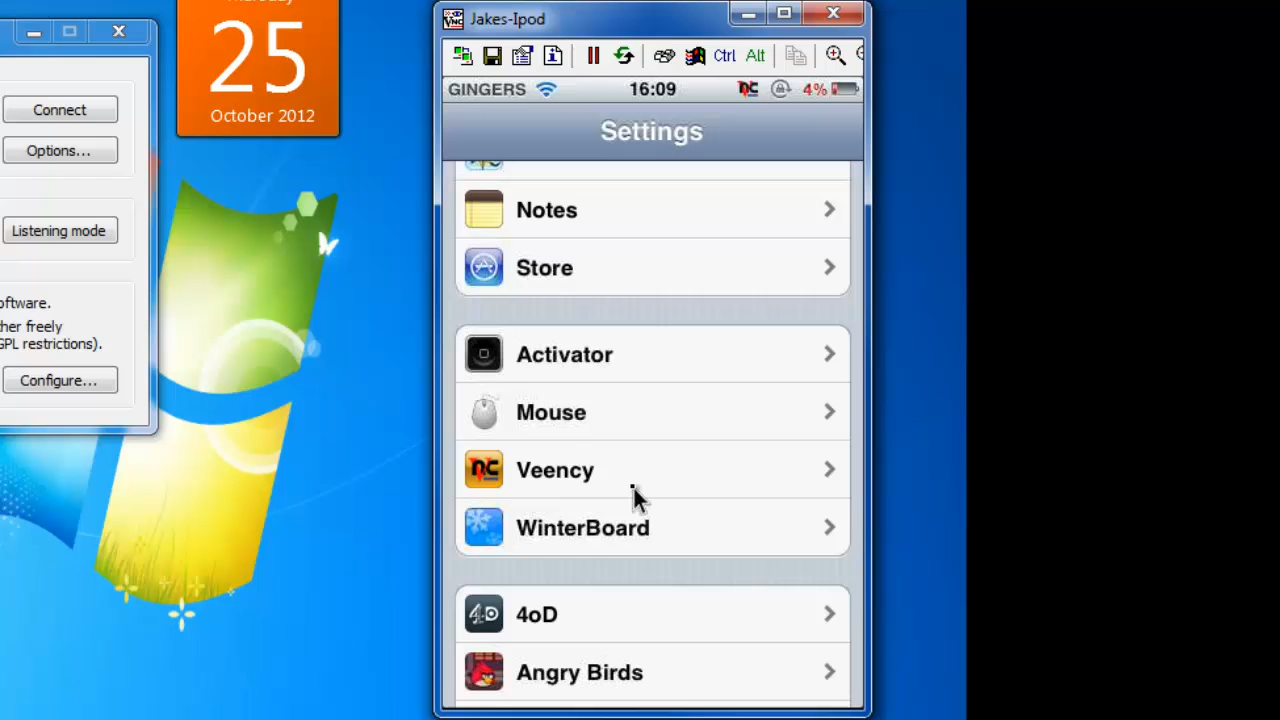 25
October 2012
Connect
Options...
Listening mode
oftware.
her freely
GPL restrictions).
Configure...
Jakes-Ipod
Ctrl Alt
GINGERS 16:09 4%
Settings
Notes
Store
Activator
Mouse
Veency
WinterBoard
4oD
Angry Birds